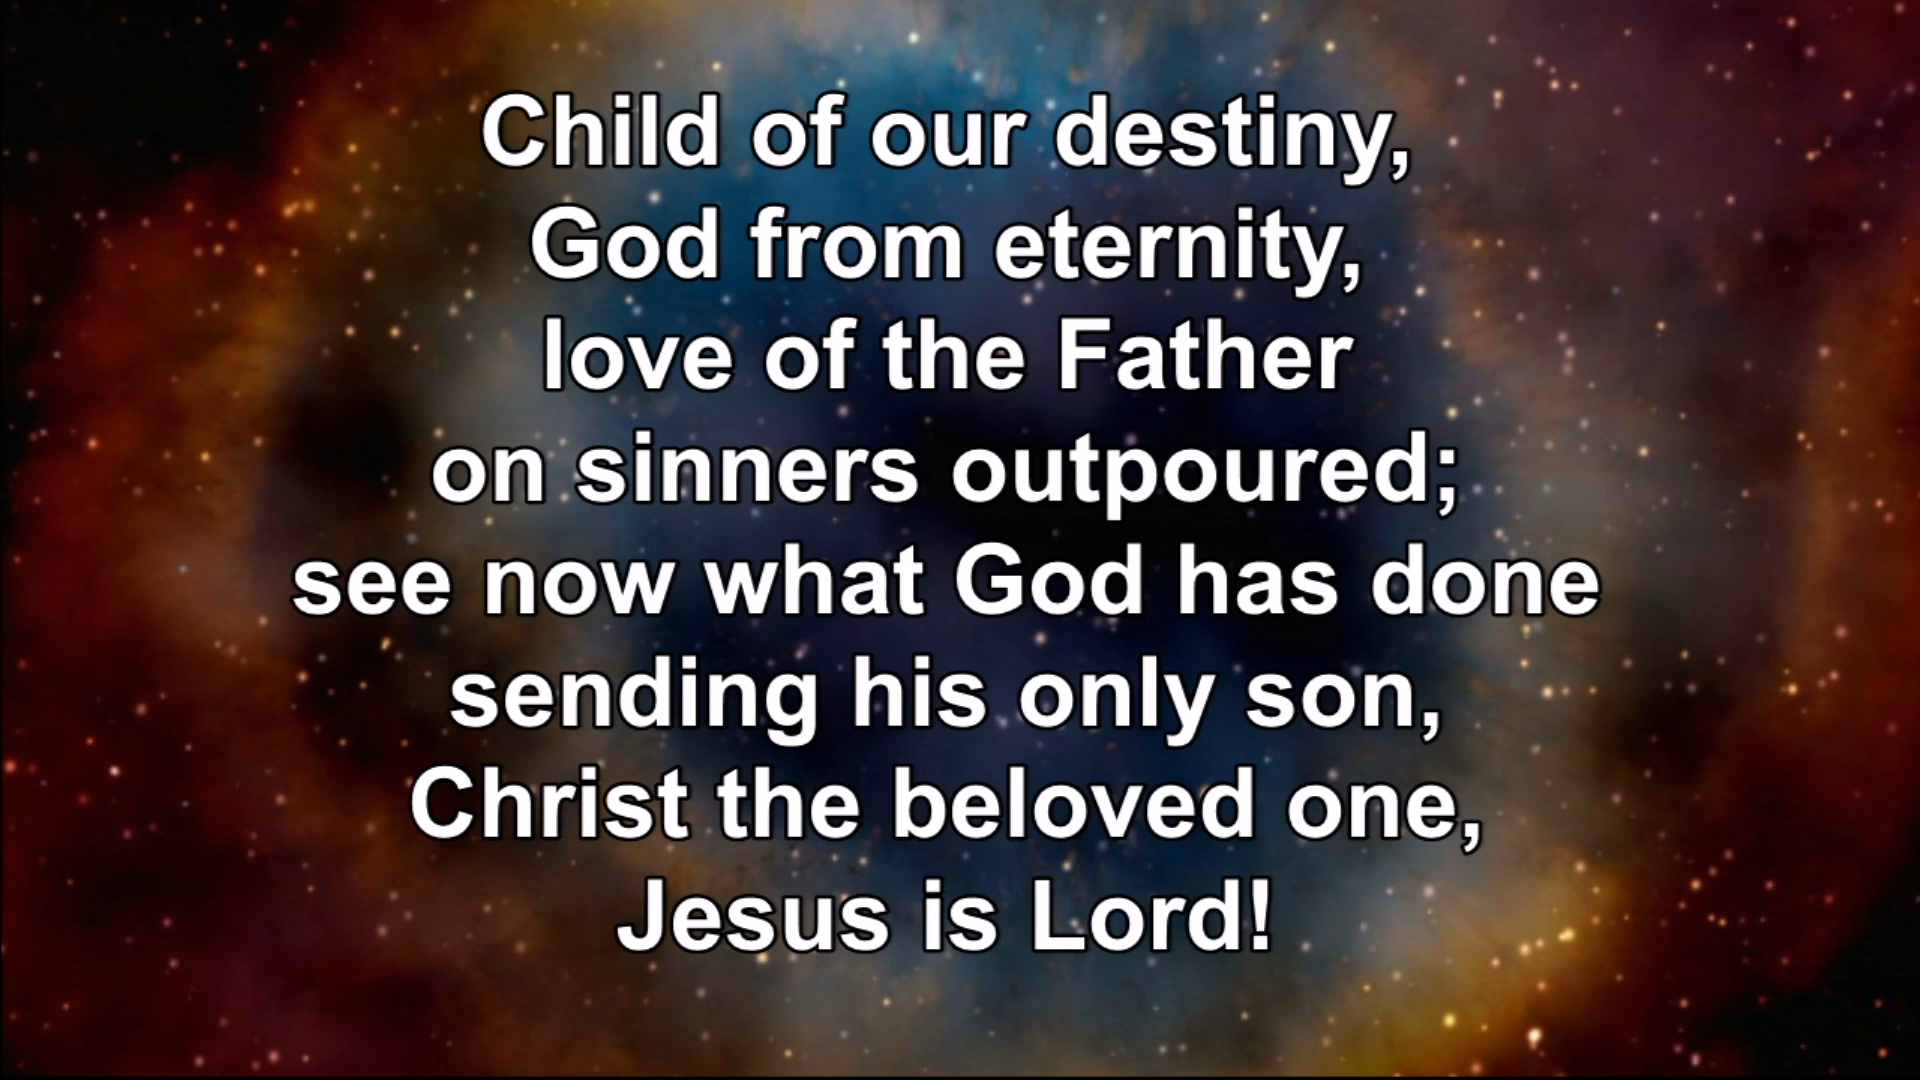 Child of our destiny,
God from eternity,
love of the Father
on sinners outpoured;
see now what God has done
sending his only son,
Christ the beloved one,
Jesus is Lord!